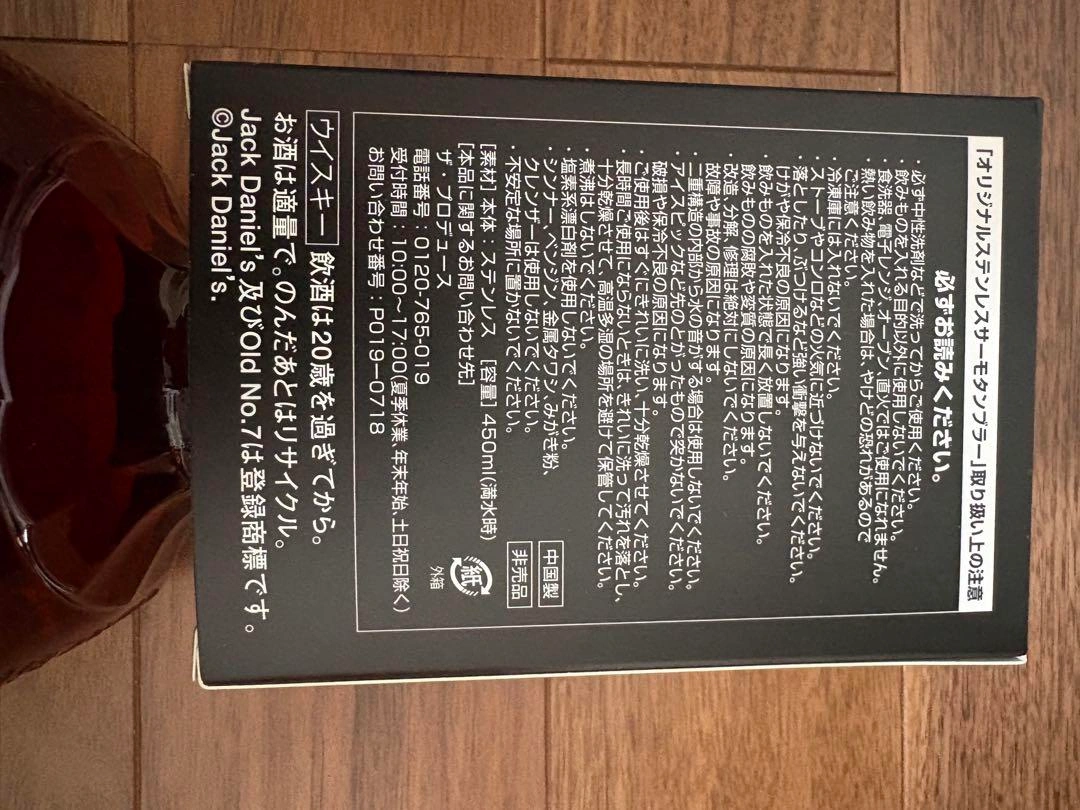 「オリジナルステンレスサーモタンブラー」取り扱い上の注意
必ずお読みください。
・必ず中性洗剤などで洗ってからご使用ください。
・飲みものを入れる目的以外に使用しないでください。
・食洗器、電子レンジ、オーブン、直火ではご使用になれません。
・熱い飲み物を入れた場合は、やけどの恐れがあるので
ご注意ください。
・冷凍庫には入れないでください。
・ストーブやコンロなどの火気に近づけないでください。
・落としたり、ぶつけるなど強い衝撃を与えないでください。
けがや保冷不良の原因になります。
・飲みものを入れた状態で長く放置しないでください。
飲みものの腐敗や変質の原因になります。
・改造、分解、修理は絶対にしないでください。
故障や事故の原因になります。
・二重構造の内部から水の音がする場合は使用しないでください。
・アイスピックなど先のとがったもので突かないでください。
破損や保冷不良の原因になります。
・ご使用後はすぐにきれいに洗い、十分乾燥させてください。
・長時間ご使用にならないときは、きれいに洗って汚れを落とし、
十分乾燥させて、高温多湿の場所を避けて保管してください。
・煮沸はしないでください。
・塩素系漂白剤を使用しないでください。
・シンナー、ベンジン、金属タワシ、みがき粉、
クレンザーは使用しないでください。
・不安定な場所に置かないでください。
[素材] 本体:ステンレス [容量] 450ml(満水時)
[本品に関するお問い合わせ先]
ザ・プロデュース
電話番号:0120-765-019
受付時間:10:00〜17:00(夏季休業、年末年始、土日祝日除く)
お問い合わせ番号:P019-0718
中国製
非売品
紙
外箱
ウイスキー 飲酒は20歳を過ぎてから。
お酒は適量で。のんだあとはリサイクル。
Jack Daniel's及びOld No.7は登録商標です。
©Jack Daniel's.